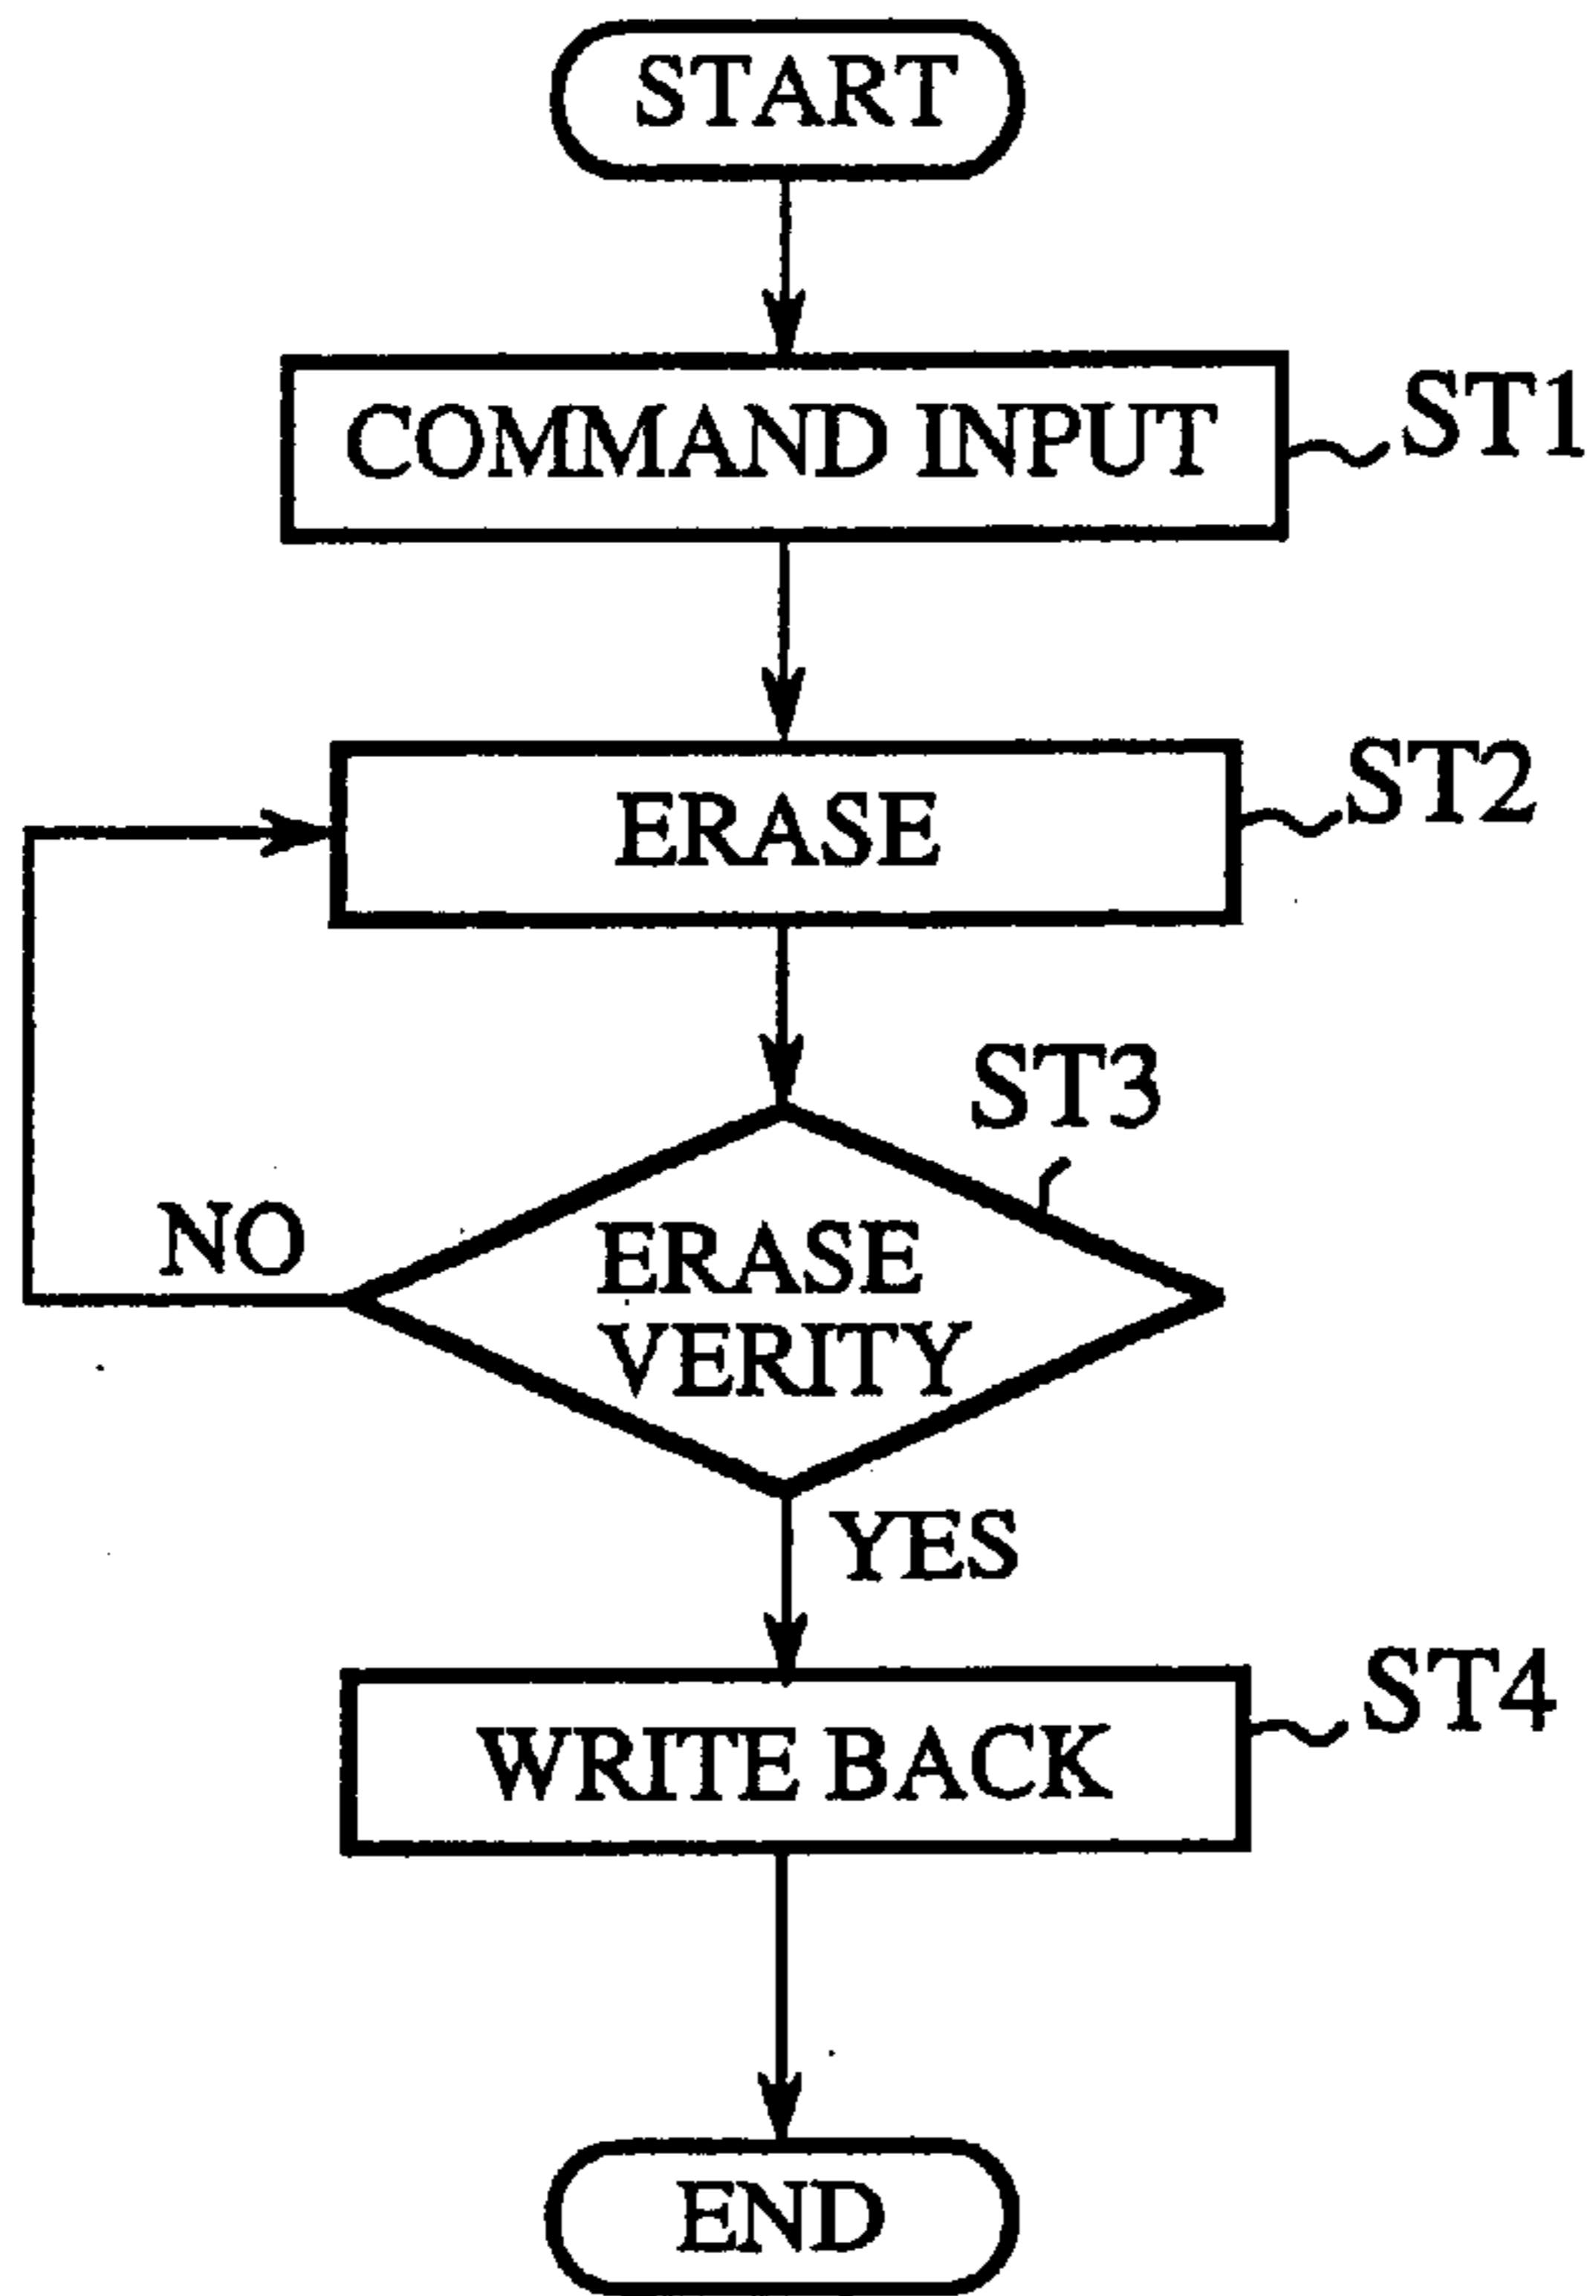 START
COMMAND INPUT
ST1
ERASE
ST2
ST3
NO
ERASE
VERITY
YES
WRITE BACK
ST4
END